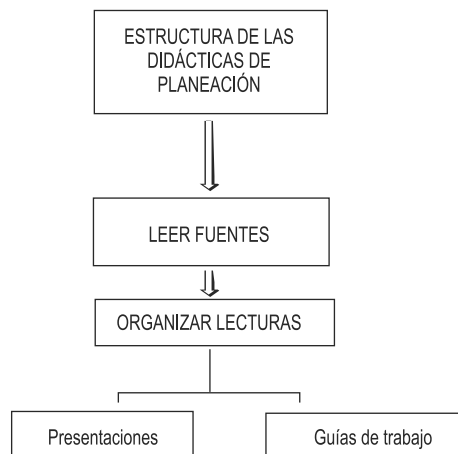 ESTRUCTURA DE LAS
DIDÁCTICAS DE
PLANEACIÓN
LEER FUENTES
ORGANIZAR LECTURAS
Presentaciones
Guías de trabajo